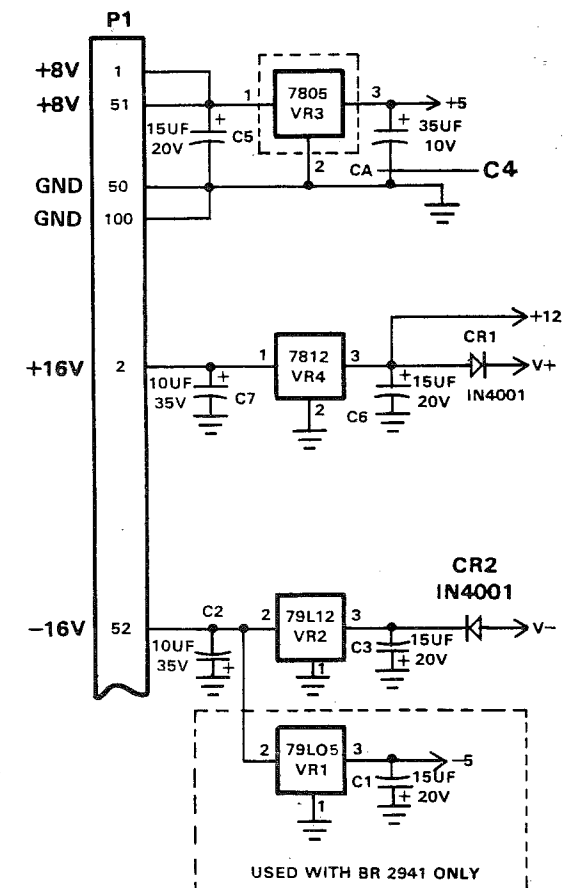 P1
+8V 1
+8V 51
1 7805 VR3 3 +5
2
15UF 20V + C5
35UF 10V +
CA C4
GND 50
GND 100
+12
+16V 2
1 7812 VR4 3
2
10UF 35V + C7
C6 + 15UF 20V
CR1
IN4001
V+
CR2
IN4001
-16V 52
C2
10UF 35V +
2 79L12 VR2 3
1
C3 15UF + 20V
V-
2 79LO5 VR1 3 -5
1
C1 15UF + 20V
USED WITH BR 2941 ONLY